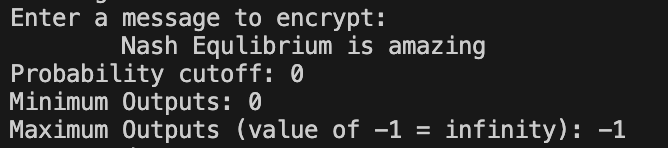 Enter a message to encrypt:
Nash Equlibrium is amazing
Probability cutoff: 0
Minimum Outputs: 0
Maximum Outputs (value of -1 = infinity): -1